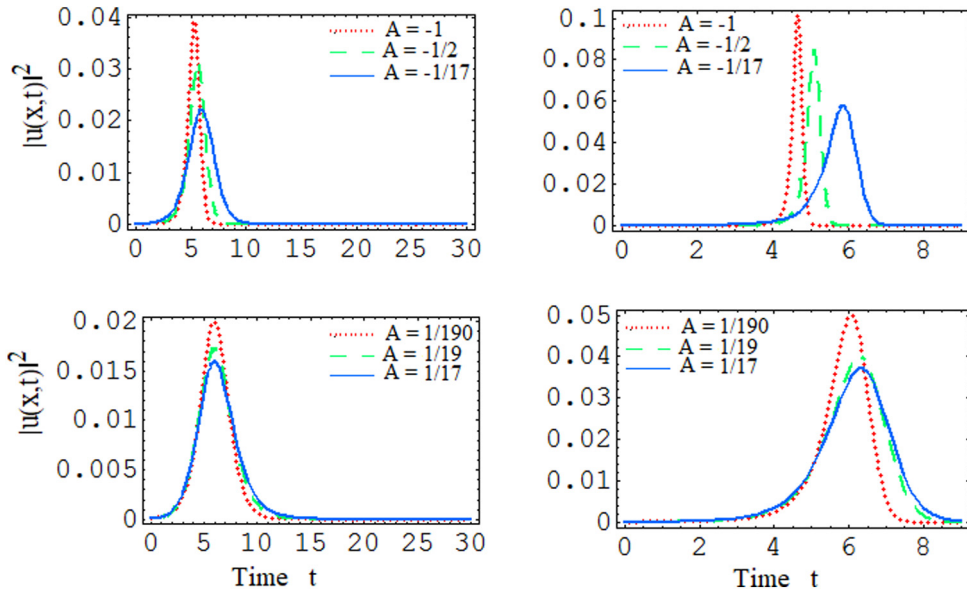 0.04
0.03
0.02
0.01
0
|u(x,t)|²
A = -1
A = -1/2
A = -1/17
0 5 10 15 20 25 30
0.1
0.08
0.06
0.04
0.02
0
A = -1
A = -1/2
A = -1/17
0 2 4 6 8
0.02
0.015
0.01
0.005
0
|u(x,t)|²
A = 1/190
A = 1/19
A = 1/17
0 5 10 15 20 25 30
Time t
0.05
0.04
0.03
0.02
0.01
0
A = 1/190
A = 1/19
A = 1/17
0 2 4 6 8
Time t